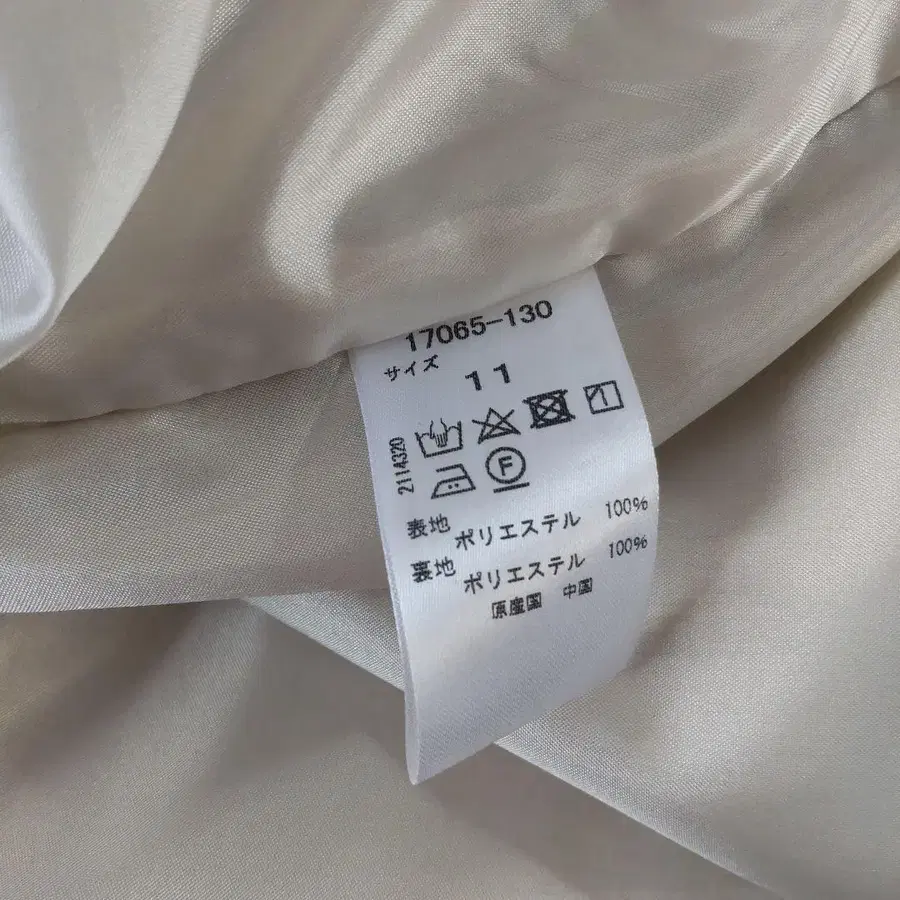 17065-130
サイズ
11
2114320
F
表地 ポリエステル 100%
裏地 ポリエステル 100%
原産国 中国